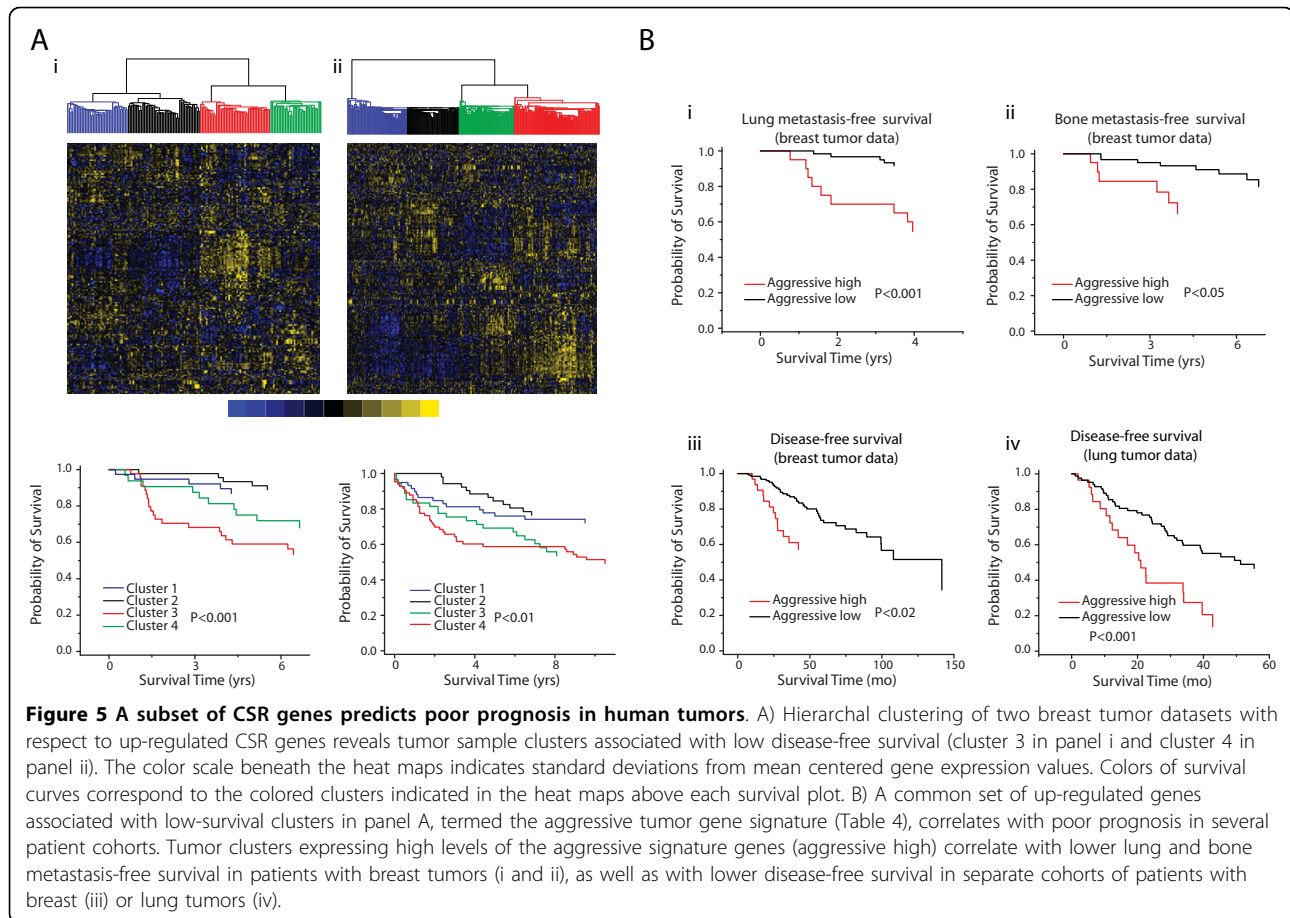 A
B
i
ii
i
Lung metastasis-free survival
(breast tumor data)
ii
Bone metastasis-free survival
(breast tumor data)
1.0
0.8
0.6
0.4
0.2
0.0
Probability of Survival
Aggressive high
Aggressive low
P<0.001
0
2
4
Survival Time (yrs)
1.0
0.8
0.6
0.4
0.2
0.0
Probability of Survival
Aggressive high
Aggressive low
P<0.05
0
3
6
Survival Time (yrs)
1.0
0.8
0.6
0.4
0.2
0.0
Probability of Survival
Cluster 1
Cluster 2
Cluster 3
Cluster 4
P<0.001
0
3
6
Survival Time (yrs)
1.0
0.8
0.6
0.4
0.2
0.0
Probability of Survival
Cluster 1
Cluster 2
Cluster 3
Cluster 4
P<0.01
0
4
8
Survival Time (yrs)
iii
Disease-free survival
(breast tumor data)
1.0
0.8
0.6
0.4
0.2
0.0
Probability of Survival
Aggressive high
Aggressive low
P<0.02
0
50
100
150
Survival Time (mo)
iv
Disease-free survival
(lung tumor data)
1.0
0.8
0.6
0.4
0.2
0.0
Probability of Survival
Aggressive high
Aggressive low
P<0.001
0
20
40
60
Survival Time (mo)
Figure 5 A subset of CSR genes predicts poor prognosis in human tumors. A) Hierarchal clustering of two breast tumor datasets with
respect to up-regulated CSR genes reveals tumor sample clusters associated with low disease-free survival (cluster 3 in panel i and cluster 4 in
panel ii). The color scale beneath the heat maps indicates standard deviations from mean centered gene expression values. Colors of survival
curves correspond to the colored clusters indicated in the heat maps above each survival plot. B) A common set of up-regulated genes
associated with low-survival clusters in panel A, termed the aggressive tumor gene signature (Table 4), correlates with poor prognosis in several
patient cohorts. Tumor clusters expressing high levels of the aggressive signature genes (aggressive high) correlate with lower lung and bone
metastasis-free survival in patients with breast tumors (i and ii), as well as with lower disease-free survival in separate cohorts of patients with
breast (iii) or lung tumors (iv).